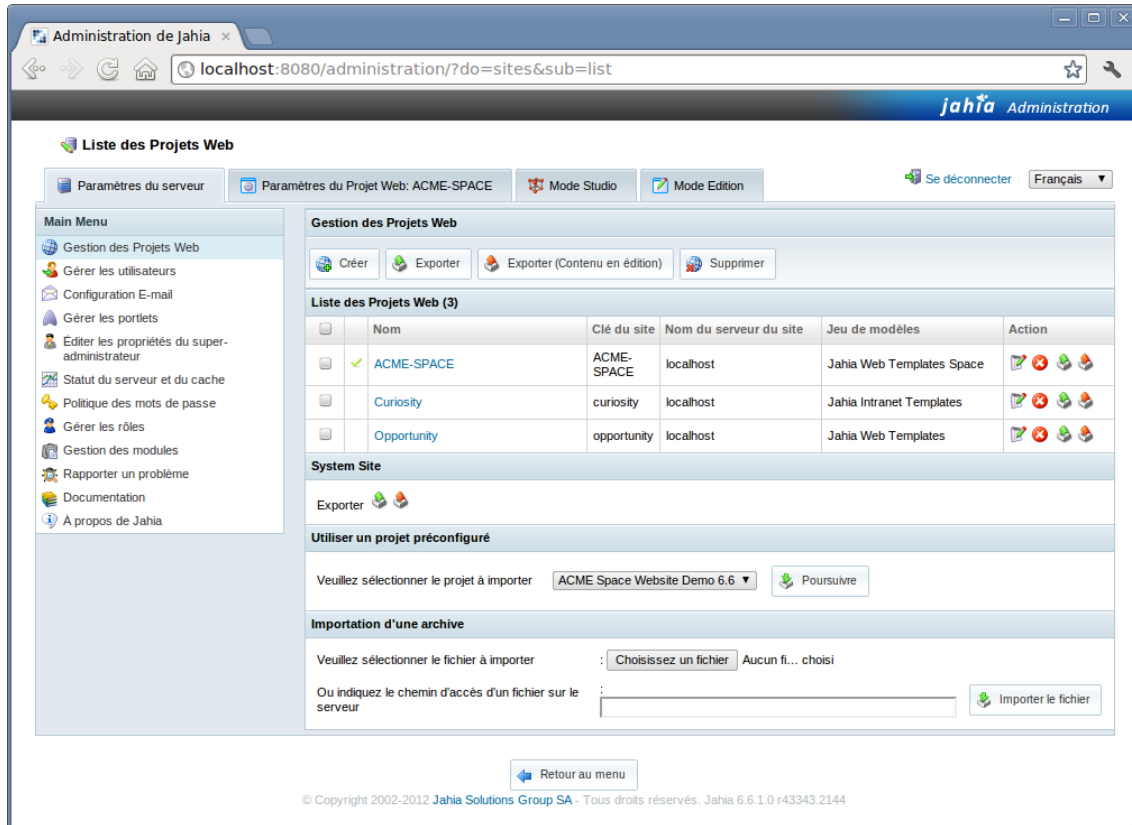 Administration de Jahia
localhost:8080/administration/?do=sites&sub=list
jahia Administration
Liste des Projets Web
Paramètres du serveur
Paramètres du Projet Web: ACME-SPACE
Mode Studio
Mode Edition
Se déconnecter
Français
Main Menu
Gestion des Projets Web
Gérer les utilisateurs
Configuration E-mail
Gérer les portlets
Éditer les propriétés du super-
administrateur
Statut du serveur et du cache
Politique des mots de passe
Gérer les rôles
Gestion des modules
Rapporter un problème
Documentation
À propos de Jahia
Gestion des Projets Web
Créer
Exporter
Exporter (Contenu en édition)
Supprimer
Liste des Projets Web (3)
Nom Clé du site Nom du serveur du site Jeu de modèles Action
ACME-SPACE ACME-
SPACE localhost Jahia Web Templates Space
Curiosity curiosity localhost Jahia Intranet Templates
Opportunity opportunity localhost Jahia Web Templates
System Site
Exporter
Utiliser un projet préconfiguré
Veuillez sélectionner le projet à importer ACME Space Website Demo 6.6 Poursuivre
Importation d'une archive
Veuillez sélectionner le fichier à importer : Choisissez un fichier Aucun fi... choisi
Ou indiquez le chemin d'accès d'un fichier sur le :
serveur
Importer le fichier
Retour au menu
© Copyright 2002-2012 Jahia Solutions Group SA - Tous droits réservés. Jahia 6.6.1.0 r43343.2144